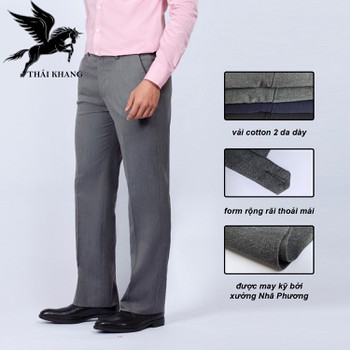 THÁI KHANG
vải cotton 2 da dày
form rộng rãi thoải mái
được may kỹ bởi
xưởng Nhã Phương